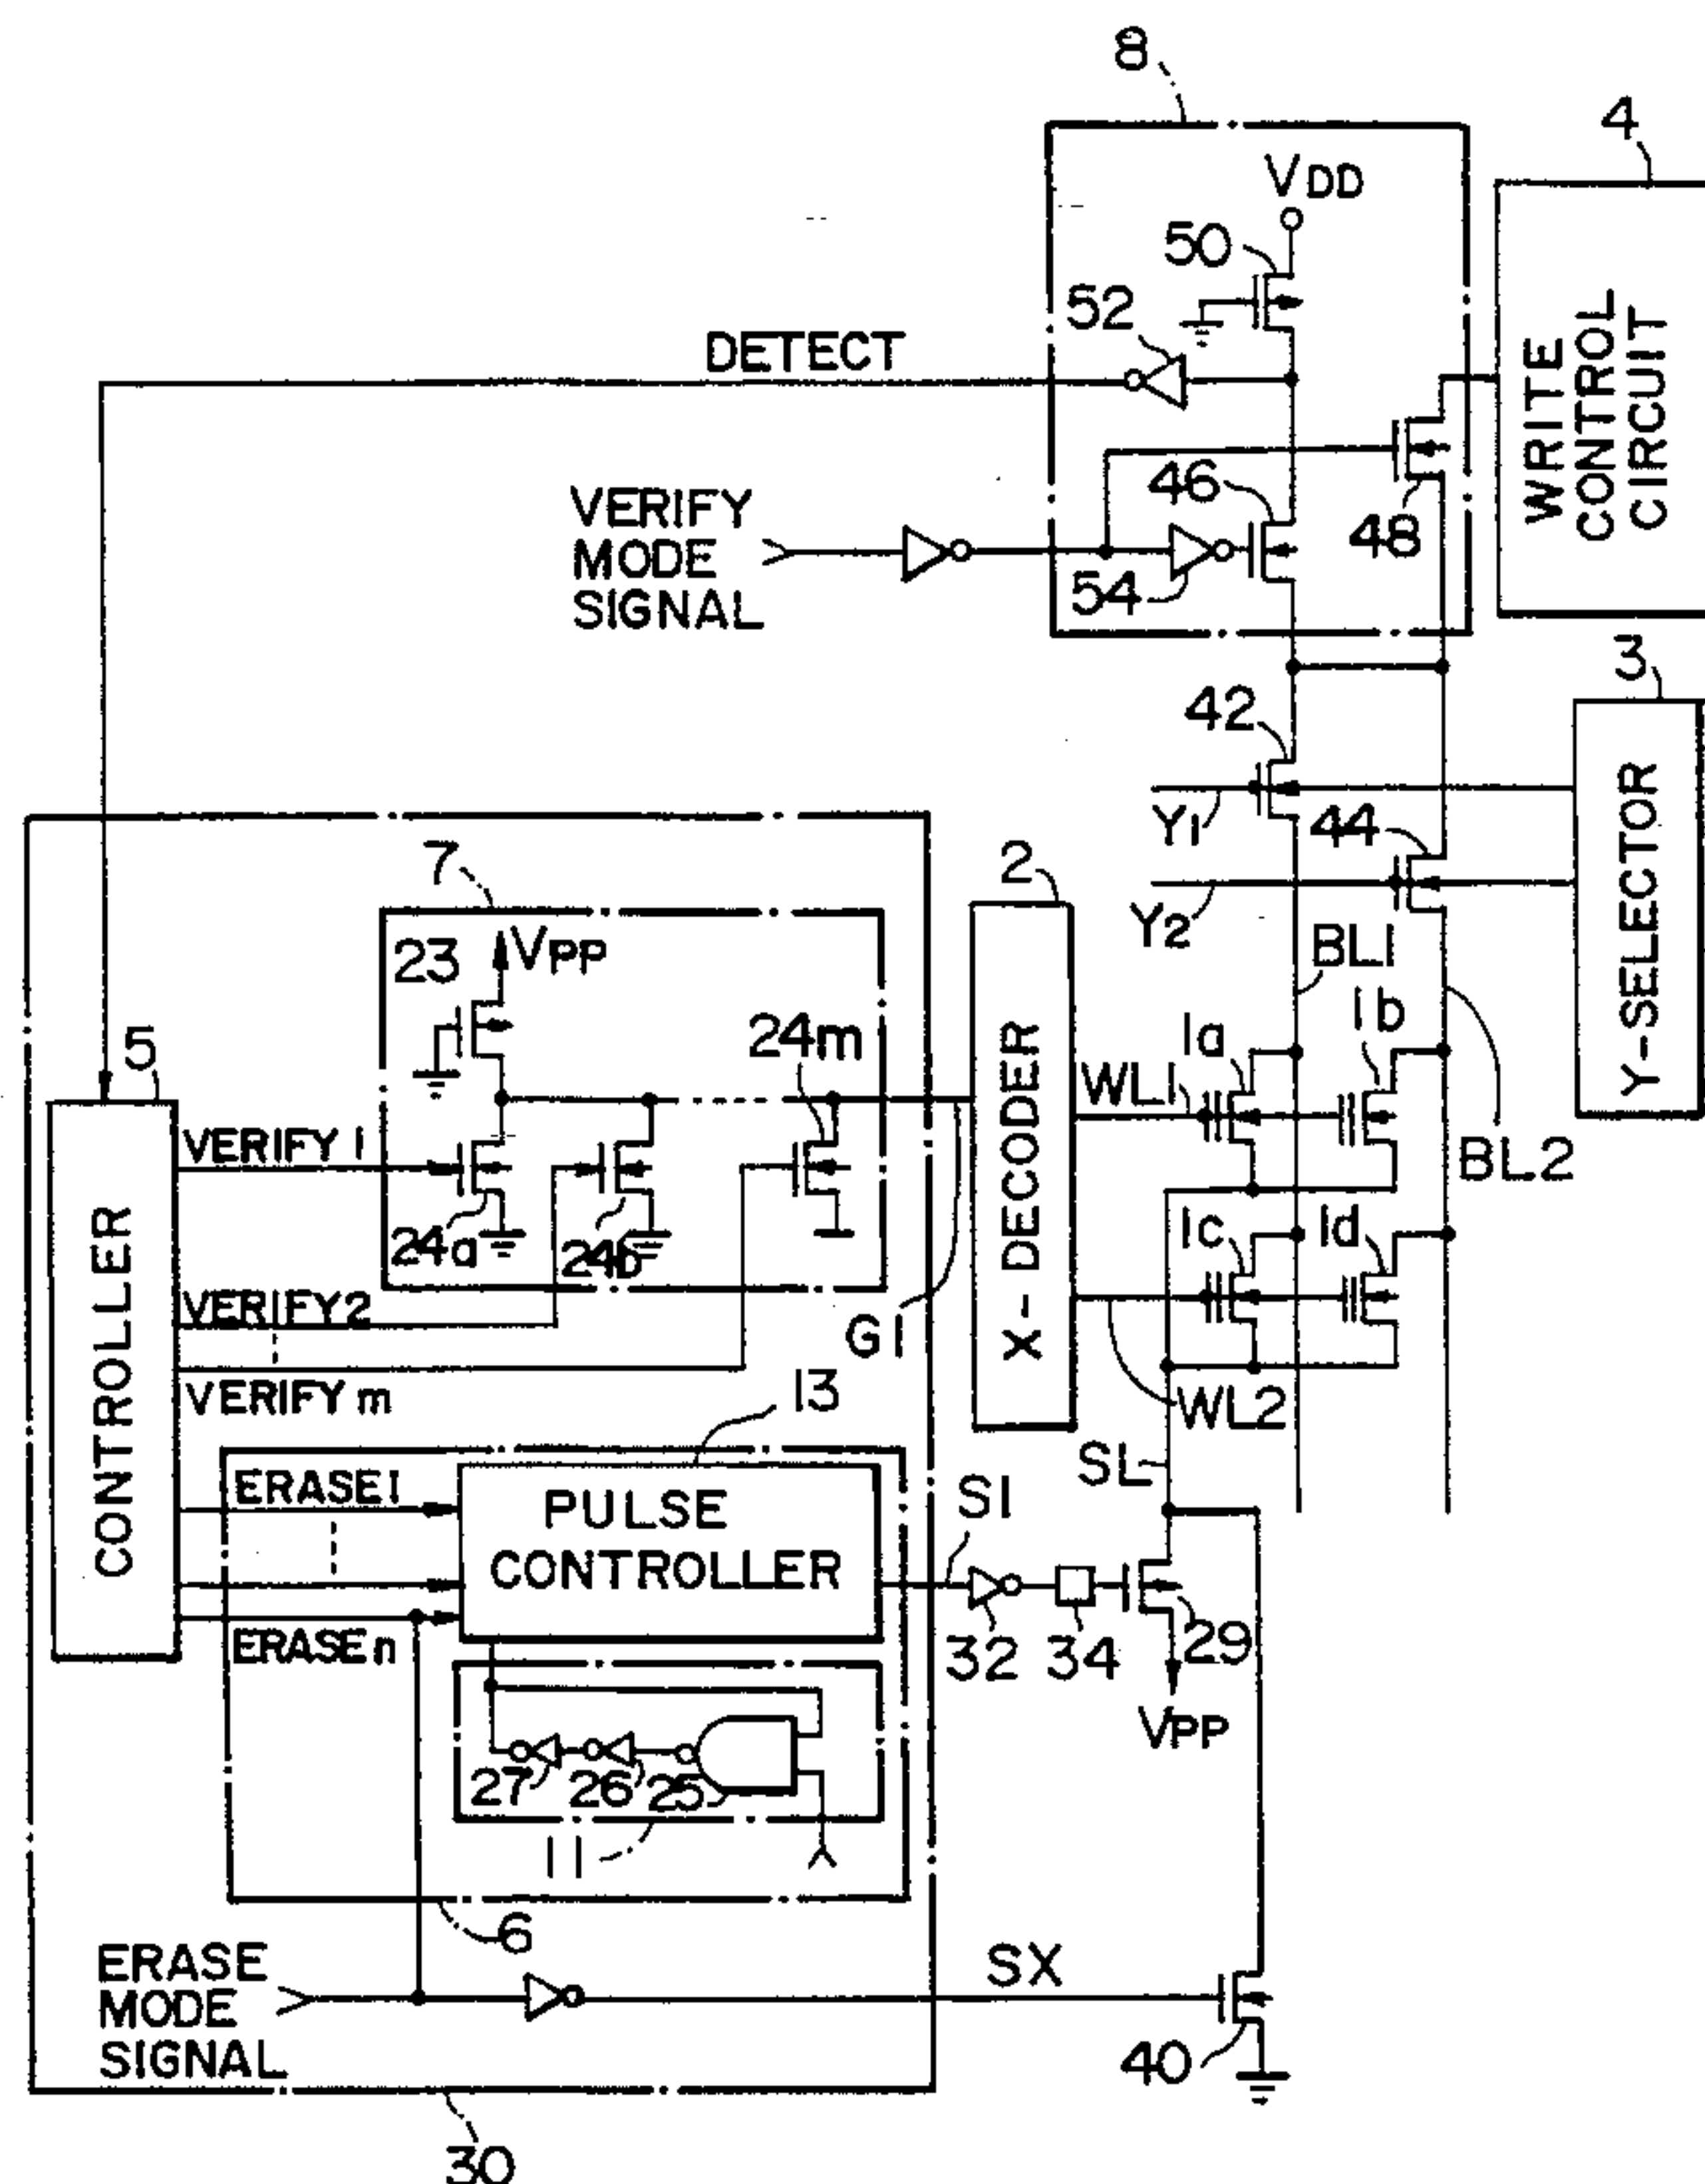 8
4
VDD
50
52
DETECT
WRITE
CONTROL
CIRCUIT
46
48
VERIFY
MODE
SIGNAL
54
3
42
Y1
44
Y-SELECTOR
7
2
Y2
23
VPP
BL1
1b
24m
1a
5
X-DECODER
WL1
VERIFY 1
BL2
CONTROLLER
24a
24b
1c
1d
VERIFY2
G1
VERIFY m
13
WL2
SL
ERASE1
PULSE
CONTROLLER
S1
ERASEn
32
34
29
VPP
27
26
25
11
6
ERASE
MODE
SIGNAL
SX
40
30